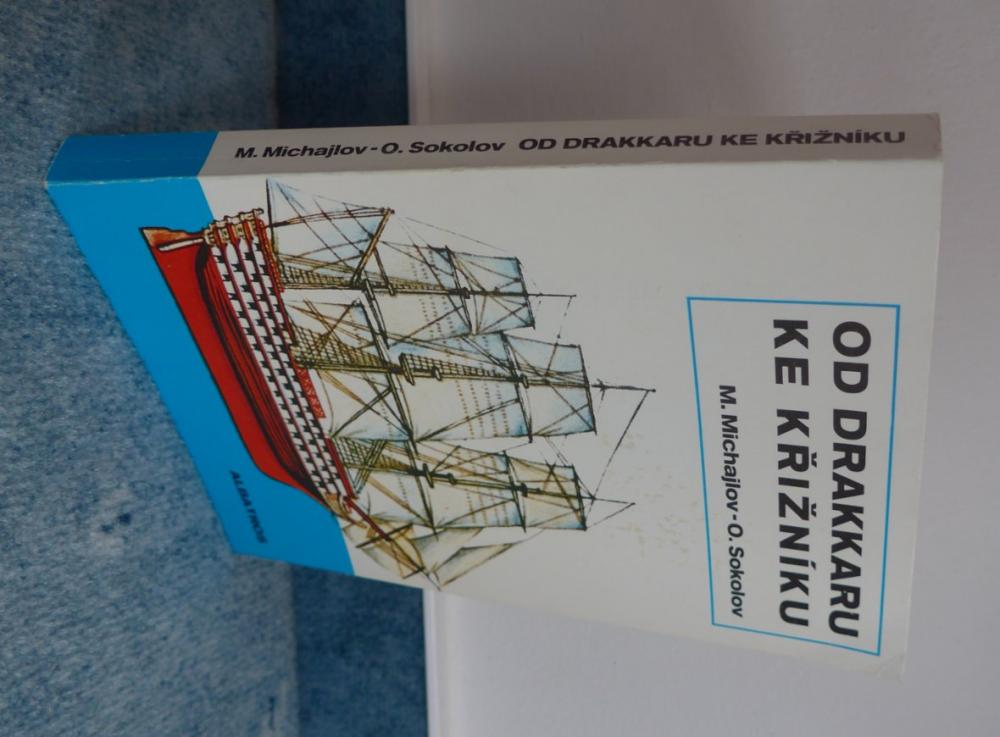 M. Michajlov - O. Sokolov OD DRAKKARU KE KŘIŽNÍKU
OD DRAKKARU
KE KŘIŽNÍKU
M. Michajlov - O. Sokolov
ALBATROS